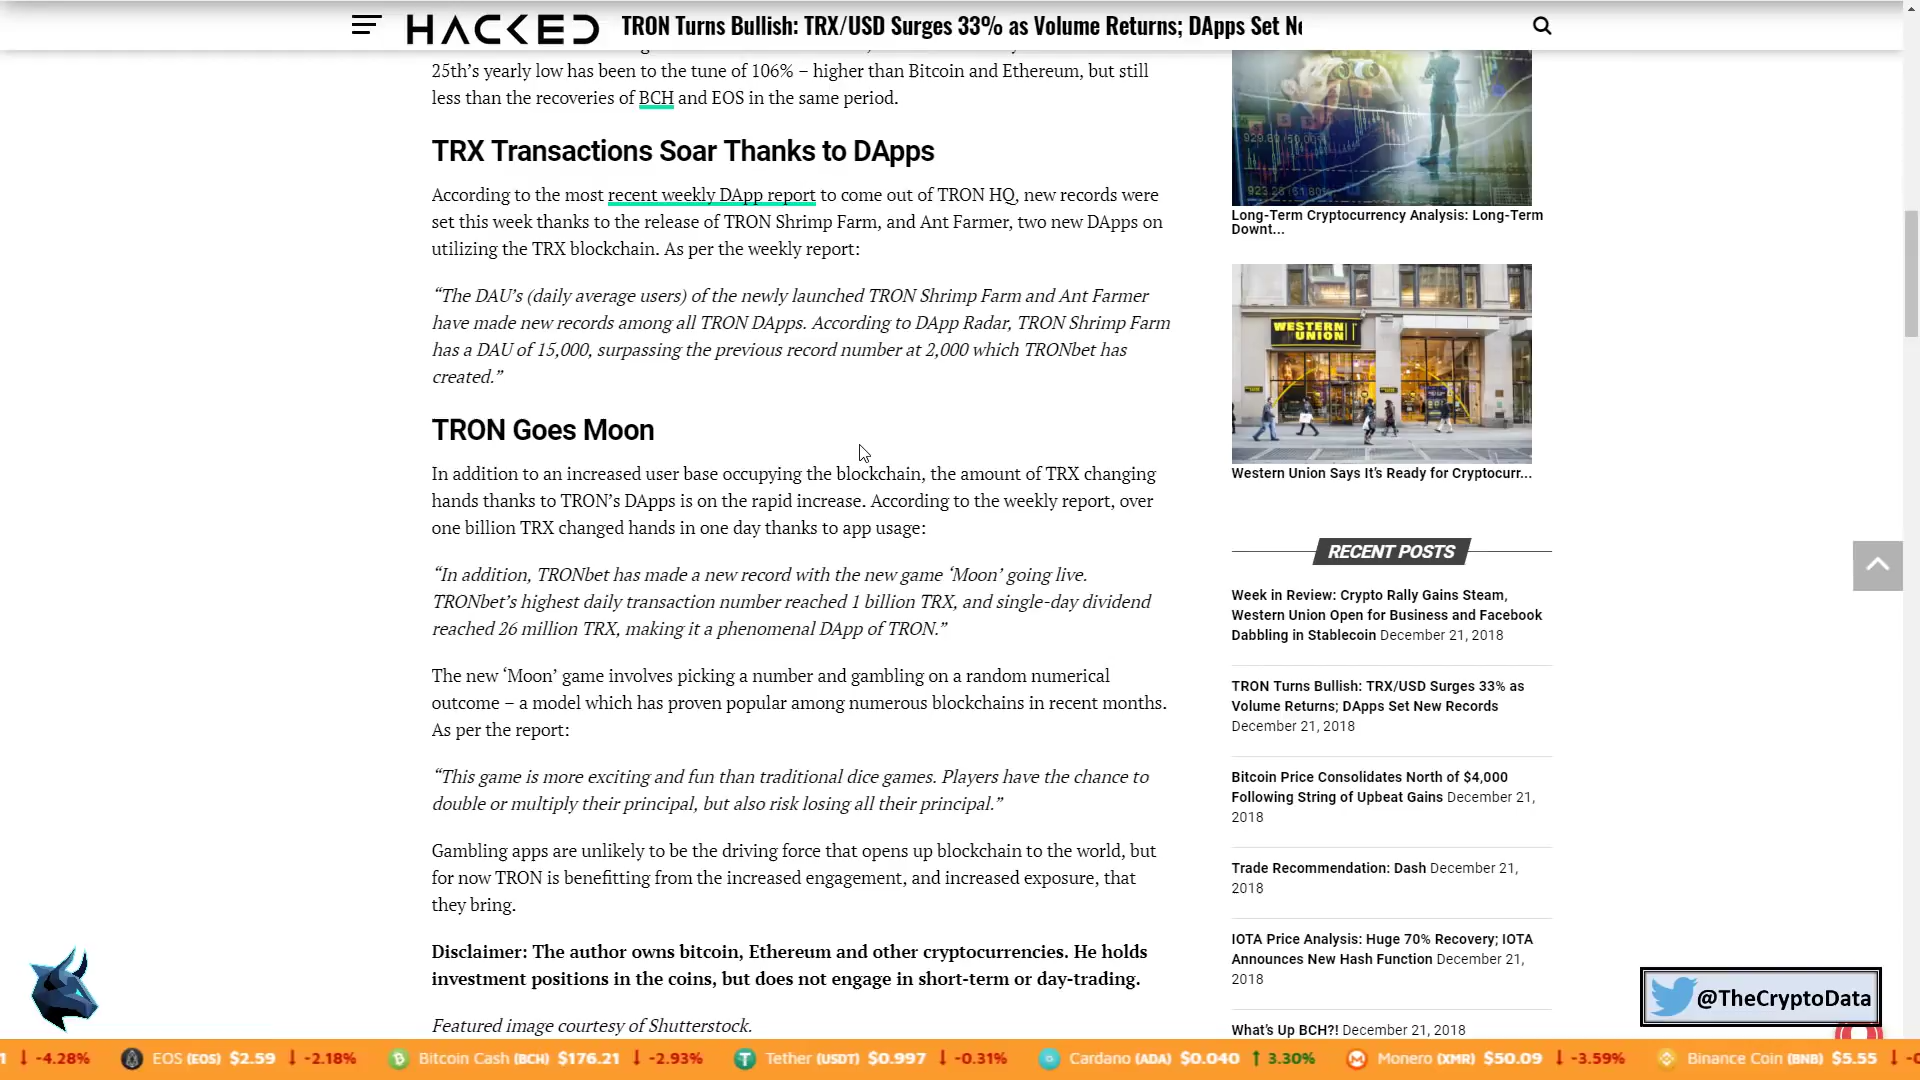 HACKED
TRON Turns Bullish: TRX/USD Surges 33% as Volume Returns; DApps Set
25th’s yearly low has been to the tune of 106% – higher than Bitcoin and Ethereum, but still
less than the recoveries of BCH and EOS in the same period.
TRX Transactions Soar Thanks to DApps
According to the most recent weekly DApp report to come out of TRON HQ, new records were
set this week thanks to the release of TRON Shrimp Farm, and Ant Farmer, two new DApps on
utilizing the TRX blockchain. As per the weekly report:
“The DAU’s (daily average users) of the newly launched TRON Shrimp Farm and Ant Farmer
have made new records among all TRON DApps. According to DApp Radar, TRON Shrimp Farm
has a DAU of 15,000, surpassing the previous record number at 2,000 which TRONbet has
created.”
TRON Goes Moon
In addition to an increased user base occupying the blockchain, the amount of TRX changing
hands thanks to TRON’s DApps is on the rapid increase. According to the weekly report, over
one billion TRX changed hands in one day thanks to app usage:
“In addition, TRONbet has made a new record with the new game ‘Moon’ going live.
TRONbet’s highest daily transaction number reached 1 billion TRX, and single-day dividend
reached 26 million TRX, making it a phenomenal DApp of TRON.”
The new ‘Moon’ game involves picking a number and gambling on a random numerical
outcome – a model which has proven popular among numerous blockchains in recent months.
As per the report:
“This game is more exciting and fun than traditional dice games. Players have the chance to
double or multiply their principal, but also risk losing all their principal.”
Gambling apps are unlikely to be the driving force that opens up blockchain to the world, but
for now TRON is benefitting from the increased engagement, and increased exposure, that
they bring.
Disclaimer: The author owns bitcoin, Ethereum and other cryptocurrencies. He holds
investment positions in the coins, but does not engage in short-term or day-trading.
Featured image courtesy of Shutterstock.
Long-Term Cryptocurrency Analysis: Long-Term
Downt...
WESTERN
UNION
Western Union Says It’s Ready for Cryptocurr...
RECENT POSTS
Week in Review: Crypto Rally Gains Steam,
Western Union Open for Business and Facebook
Dabbling in Stablecoin December 21, 2018
TRON Turns Bullish: TRX/USD Surges 33% as
Volume Returns; DApps Set New Records
December 21, 2018
Bitcoin Price Consolidates North of $4,000
Following String of Upbeat Gains December 21,
2018
Trade Recommendation: Dash December 21,
2018
IOTA Price Analysis: Huge 70% Recovery; IOTA
Announces New Hash Function December 21,
2018
What’s Up BCH?! December 21, 2018
@TheCryptoData
-4.28% EOS (EOS) $2.59 -2.18% Bitcoin Cash (BCH) $176.21 -2.93% Tether (USDT) $0.997 -0.31% Cardano (ADA) $0.040 3.30% Monero (XMR) $50.09 -3.59% Binance Coin (BNB) $5.55